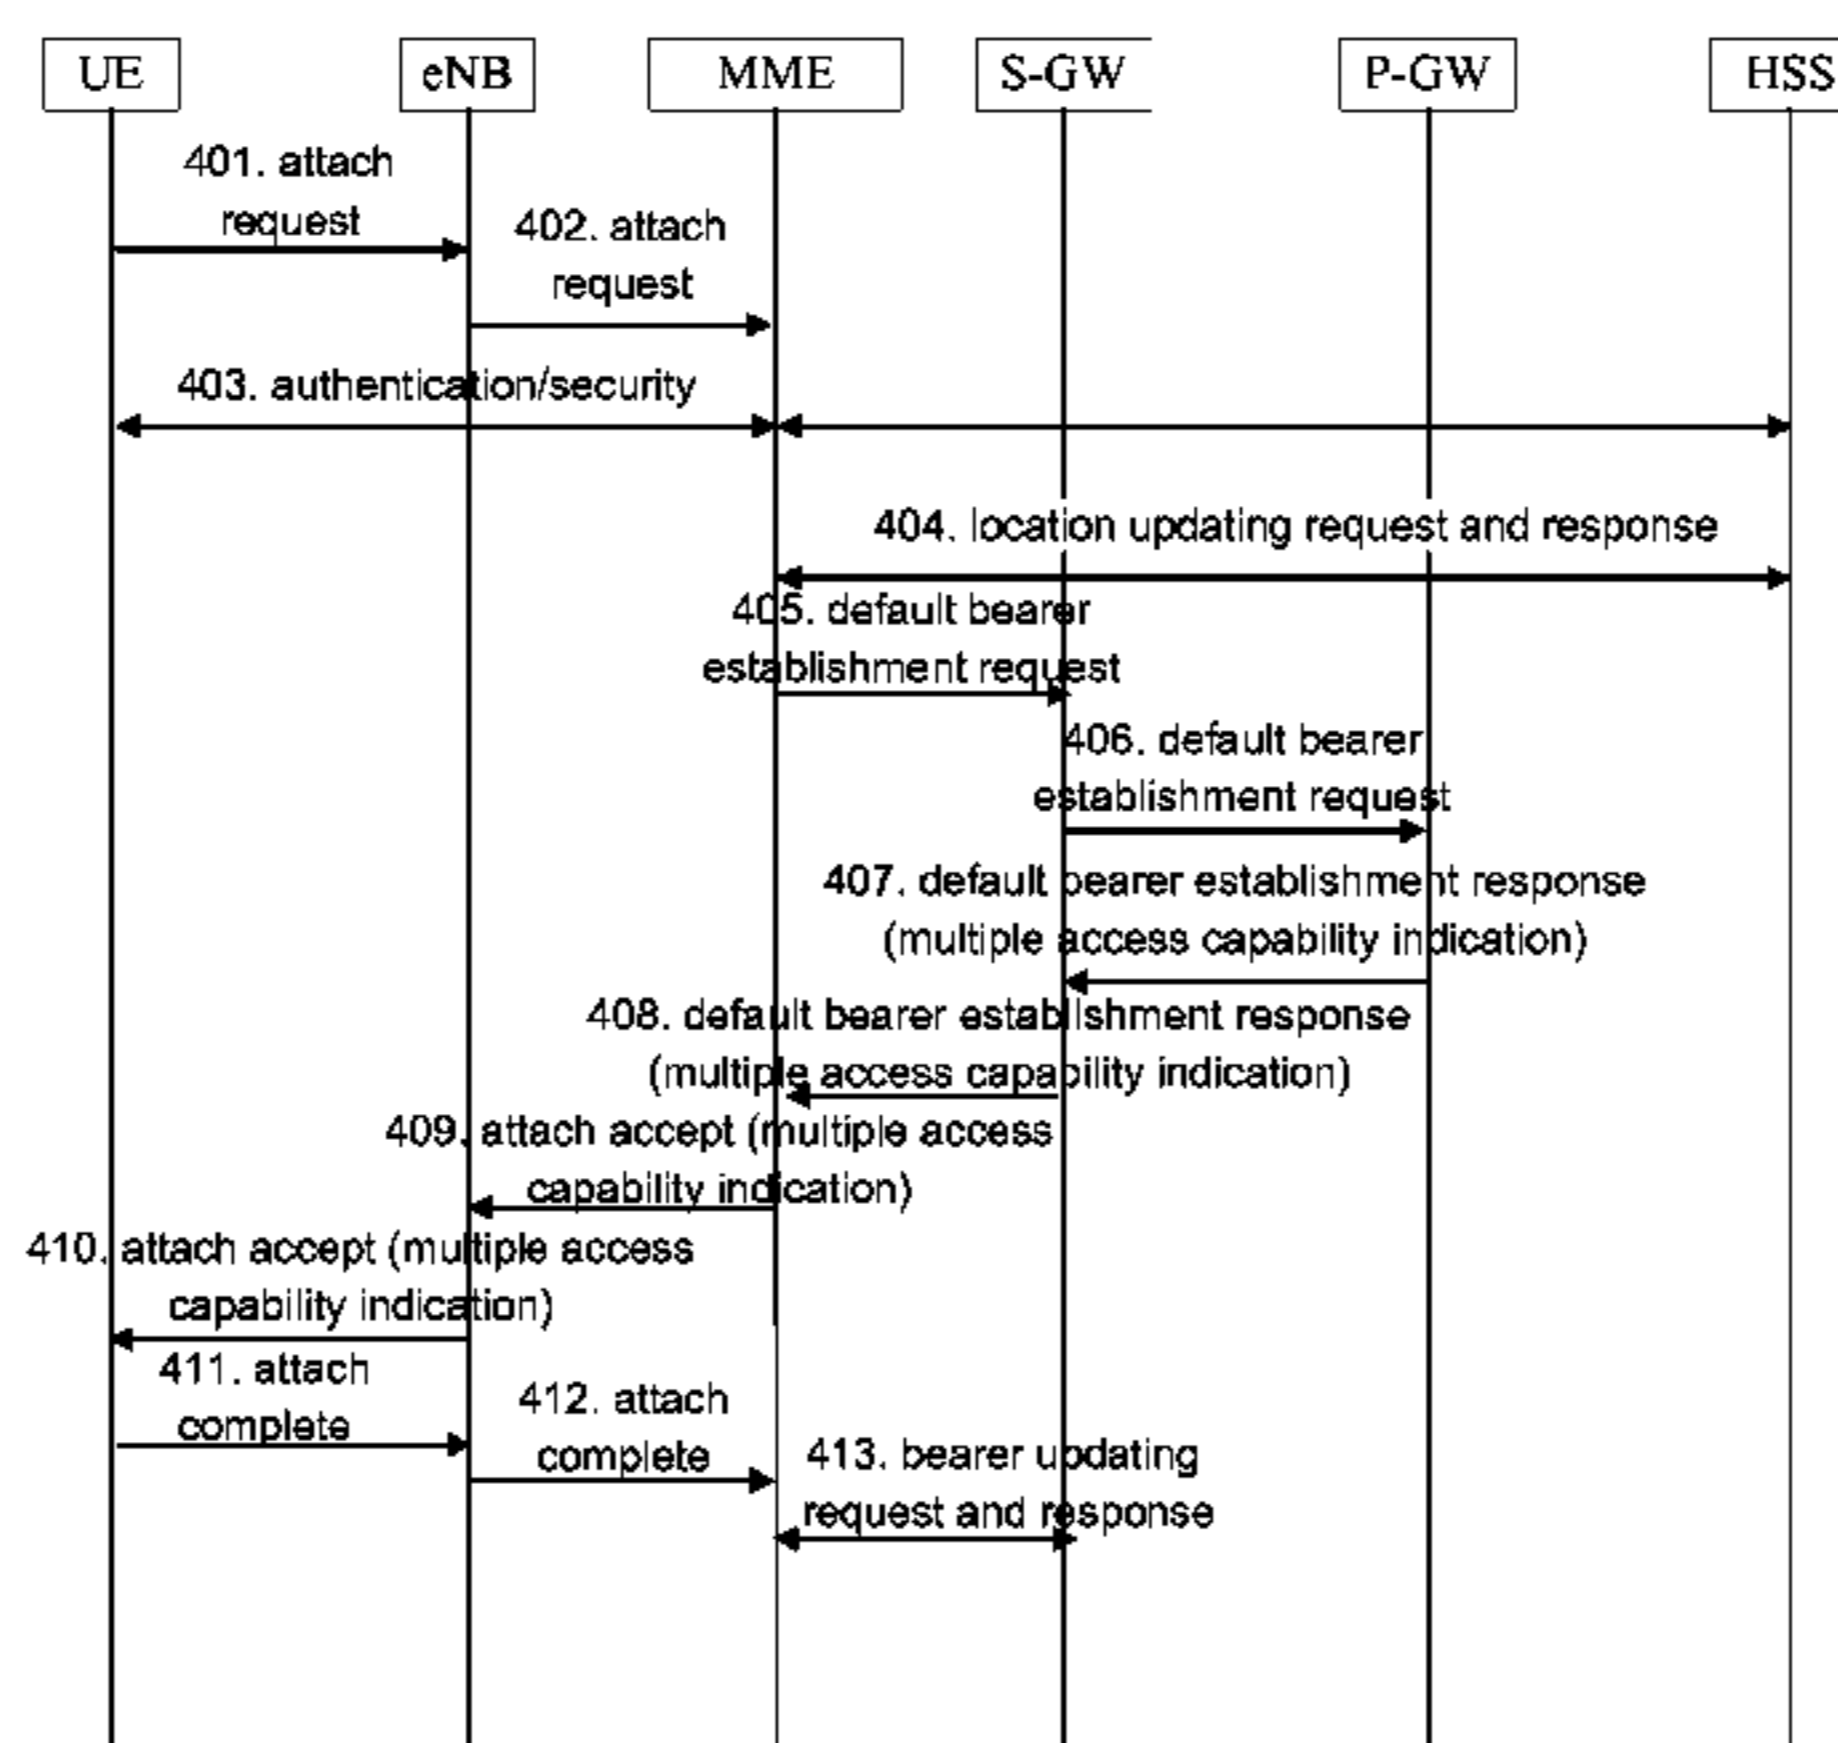 UE eNB MME S-GW P-GW HSS
401. attach
request
402. attach
request
403. authentication/security
404. location updating request and response
405. default bearer
establishment request
406. default bearer
establishment request
407. default bearer establishment response
(multiple access capability indication)
408. default bearer establishment response
(multiple access capability indication)
409. attach accept (multiple access
capability indication)
410. attach accept (multiple access
capability indication)
411. attach
complete
412. attach
complete
413. bearer updating
request and response